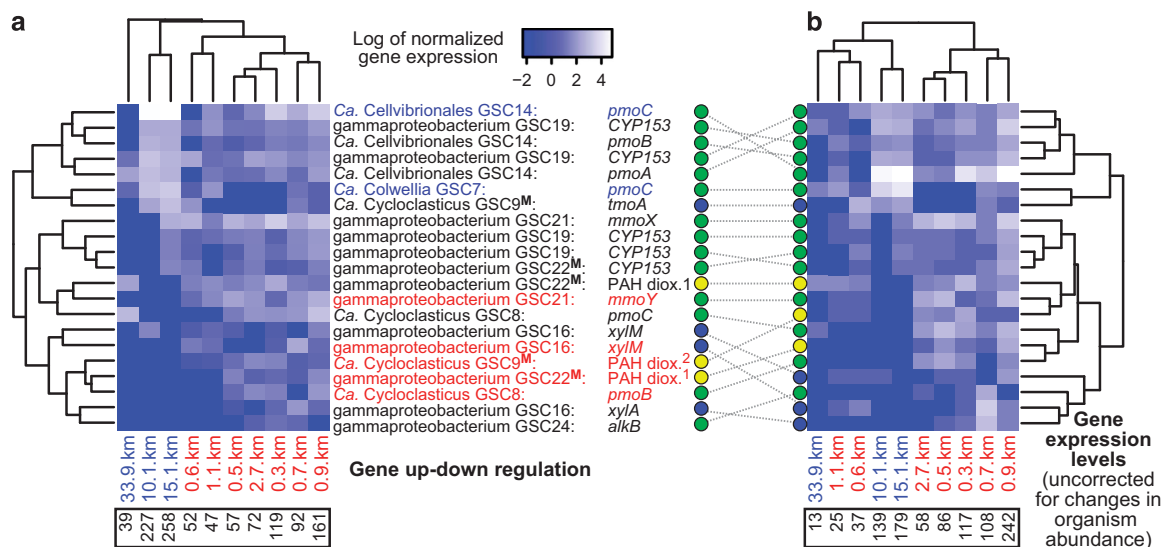 a
b
Log of normalized
gene expression
−2 0 2 4
Ca. Cellvibrionales GSC14: pmoC
gammaproteobacterium GSC19: CYP153
Ca. Cellvibrionales GSC14: pmoB
gammaproteobacterium GSC19: CYP153
Ca. Cellvibrionales GSC14: pmoA
Ca. Colwellia GSC7: pmoC
Ca. Cycloclasticus GSC9M: tmoA
gammaproteobacterium GSC21: mmoX
gammaproteobacterium GSC19: CYP153
gammaproteobacterium GSC19: CYP153
gammaproteobacterium GSC22M: CYP153
gammaproteobacterium GSC22M: PAH diox.1
gammaproteobacterium GSC21: mmoY
Ca. Cycloclasticus GSC8: pmoC
gammaproteobacterium GSC16: xylM
gammaproteobacterium GSC16: xylM
Ca. Cycloclasticus GSC9M: PAH diox.2
gammaproteobacterium GSC22M: PAH diox.1
Ca. Cycloclasticus GSC8: pmoB
gammaproteobacterium GSC16: xylA
gammaproteobacterium GSC24: alkB
33.9.km 10.1.km 15.1.km 0.6.km 1.1.km 0.5.km 2.7.km 0.3.km 0.7.km 0.9.km
39 227 258 52 47 57 72 119 92 161
Gene up-down regulation
33.9.km 1.1.km 0.6.km 10.1.km 15.1.km 2.7.km 0.5.km 0.3.km 0.7.km 0.9.km
13 25 37 139 179 58 86 117 108 242
Gene
expression
levels
(uncorrected
for changes in
organism
abundance)